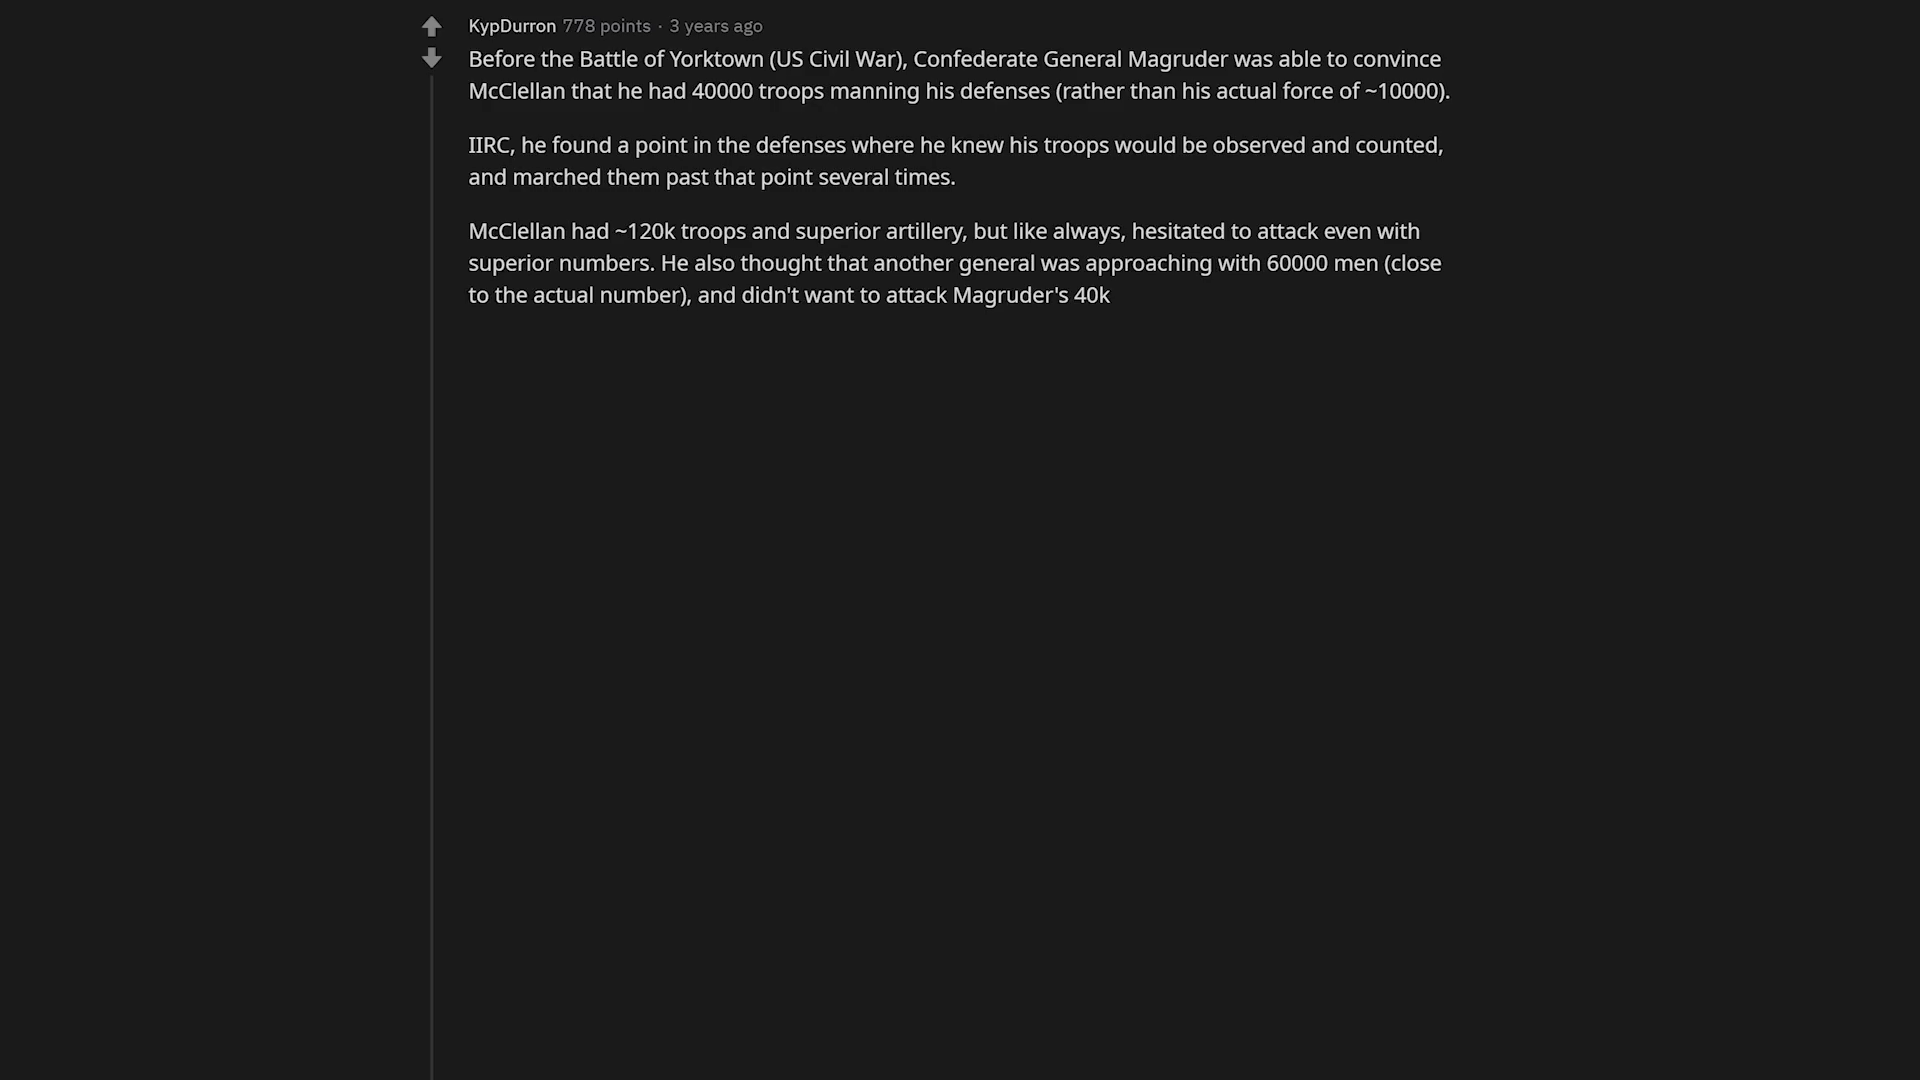 KypDurron 778 points · 3 years ago
Before the Battle of Yorktown (US Civil War), Confederate General Magruder was able to convince
McClellan that he had 40000 troops manning his defenses (rather than his actual force of ~10000).
IIRC, he found a point in the defenses where he knew his troops would be observed and counted,
and marched them past that point several times.
McClellan had ~120k troops and superior artillery, but like always, hesitated to attack even with
superior numbers. He also thought that another general was approaching with 60000 men (close
to the actual number), and didn't want to attack Magruder's 40k